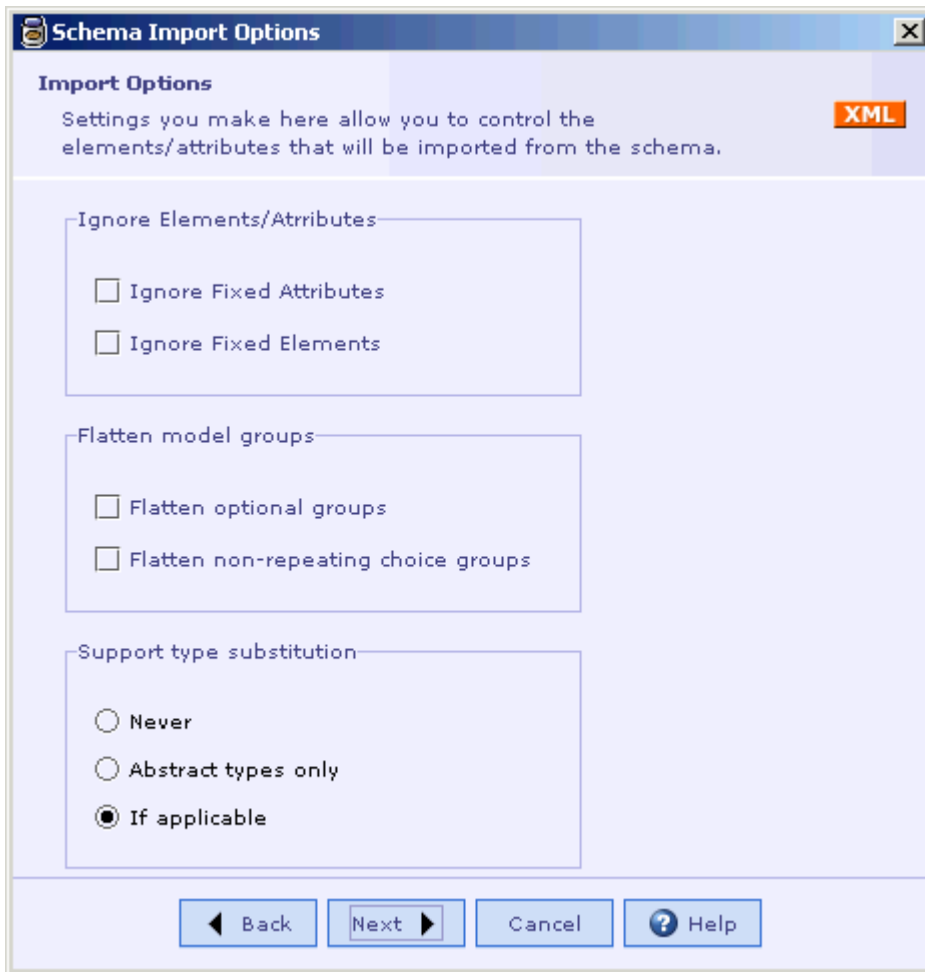 Schema Import Options
Import Options
Settings you make here allow you to control the
elements/attributes that will be imported from the schema.
XML
Ignore Elements/Atrributes
Ignore Fixed Attributes
Ignore Fixed Elements
Flatten model groups
Flatten optional groups
Flatten non-repeating choice groups
Support type substitution
Never
Abstract types only
If applicable
Back Next Cancel Help